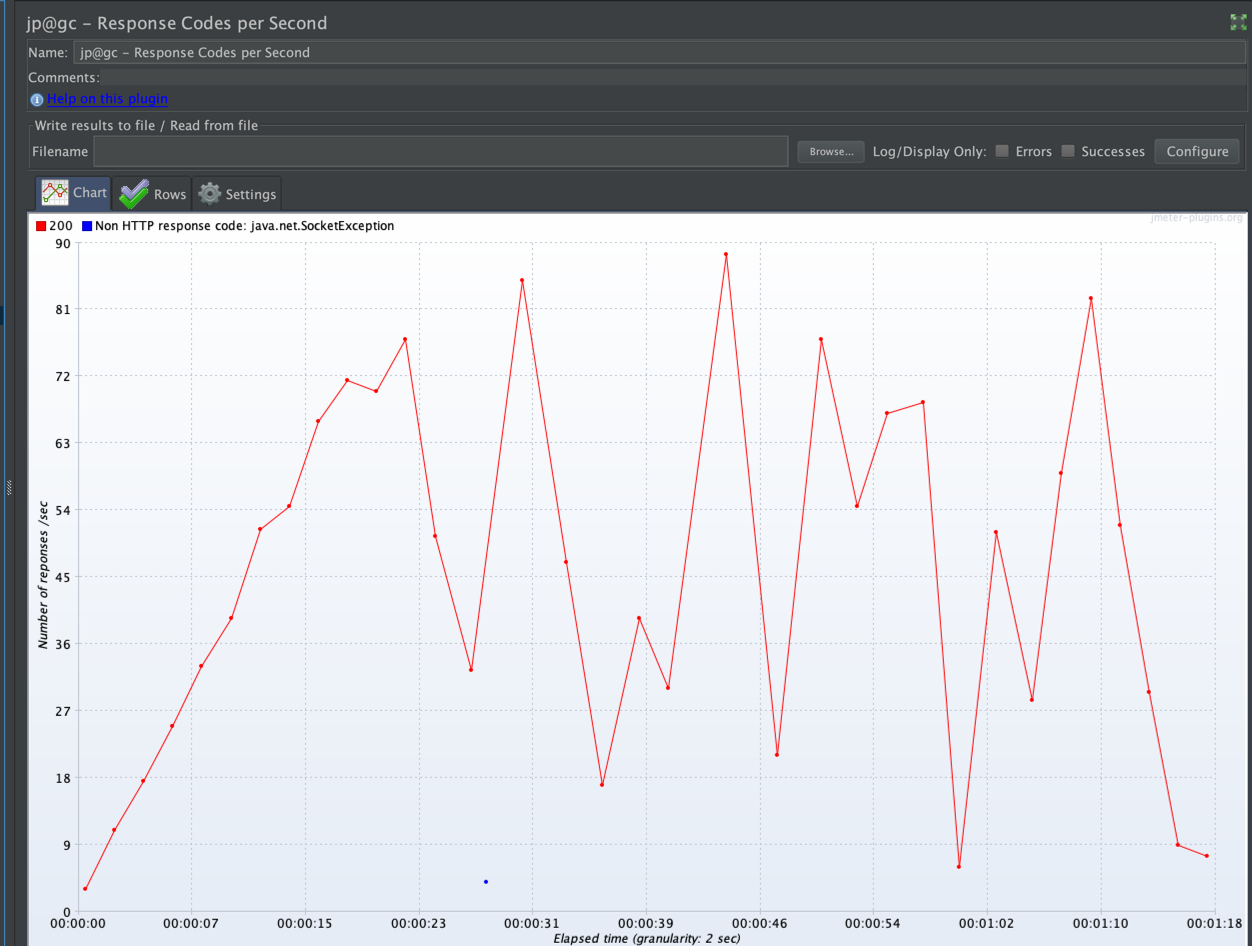 jp@gc – Response Codes per Second
Name: jp@gc – Response Codes per Second
Comments:
Help on this plugin
Write results to file / Read from file
Filename Browse... Log/Display Only: Errors Successes Configure
Chart Rows Settings
jmeter-plugins.org
200 Non HTTP response code: java.net.SocketException
90
81
72
63
54
45
36
27
18
9
0
Number of reponses /sec
00:00:00 00:00:07 00:00:15 00:00:23 00:00:31 00:00:39 00:00:46 00:00:54 00:01:02 00:01:10 00:01:18
Elapsed time (granularity: 2 sec)